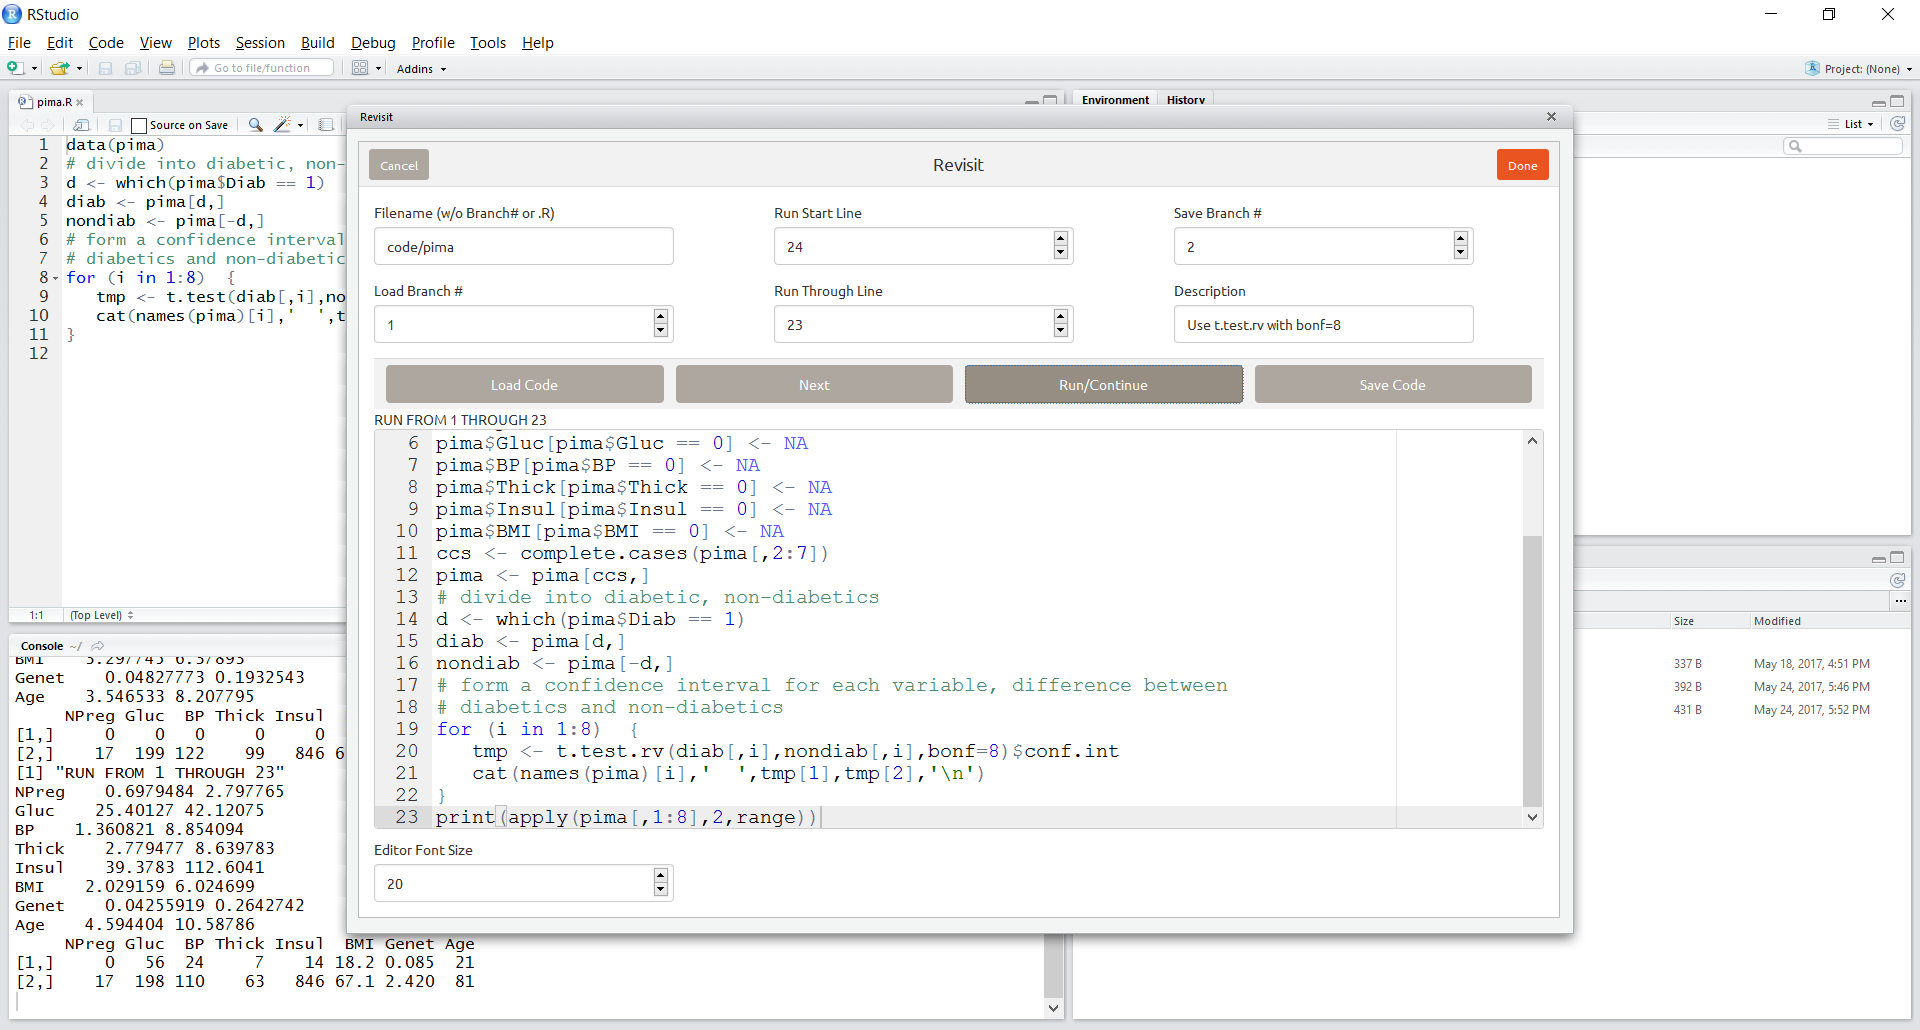 RStudio
File Edit Code View Plots Session Build Debug Profile Tools Help
Go to file/function Addins Project: (None)
pima.R
Source on Save
1 data(pima)
2 # divide into diabetic, non-
3 d <- which(pima$Diab == 1)
4 diab <- pima[d,]
5 nondiab <- pima[-d,]
6 # form a confidence interval
7 # diabetics and non-diabetic
8 for (i in 1:8) {
9 tmp <- t.test(diab[,i],no
10 cat(names(pima)[i],' ',t
11 }
12
1:1 (Top Level)
Console ~/
BMI 3.297745 6.37895
Genet 0.04827773 0.1932543
Age 3.546533 8.207795
NPreg Gluc BP Thick Insul
[1,] 0 0 0 0 0
[2,] 17 199 122 99 846 6
[1] "RUN FROM 1 THROUGH 23"
NPreg 0.6979484 2.797765
Gluc 25.40127 42.12075
BP 1.360821 8.854094
Thick 2.779477 8.639783
Insul 39.3783 112.6041
BMI 2.029159 6.024699
Genet 0.04255919 0.2642742
Age 4.594404 10.58786
NPreg Gluc BP Thick Insul BMI Genet Age
[1,] 0 56 24 7 14 18.2 0.085 21
[2,] 17 198 110 63 846 67.1 2.420 81
Revisit
Cancel Revisit Done
Filename (w/o Branch# or .R) Run Start Line Save Branch #
code/pima 24 2
Load Branch # Run Through Line Description
1 23 Use t.test.rv with bonf=8
Load Code Next Run/Continue Save Code
RUN FROM 1 THROUGH 23
6 pima$Gluc[pima$Gluc == 0] <- NA
7 pima$BP[pima$BP == 0] <- NA
8 pima$Thick[pima$Thick == 0] <- NA
9 pima$Insul[pima$Insul == 0] <- NA
10 pima$BMI[pima$BMI == 0] <- NA
11 ccs <- complete.cases(pima[,2:7])
12 pima <- pima[ccs,]
13 # divide into diabetic, non-diabetics
14 d <- which(pima$Diab == 1)
15 diab <- pima[d,]
16 nondiab <- pima[-d,]
17 # form a confidence interval for each variable, difference between
18 # diabetics and non-diabetics
19 for (i in 1:8) {
20 tmp <- t.test.rv(diab[,i],nondiab[,i],bonf=8)$conf.int
21 cat(names(pima)[i],' ',tmp[1],tmp[2],'\n')
22 }
23 print(apply(pima[,1:8],2,range))
Editor Font Size
20
Environment History
List
Size Modified
337 B May 18, 2017, 4:51 PM
392 B May 24, 2017, 5:46 PM
431 B May 24, 2017, 5:52 PM